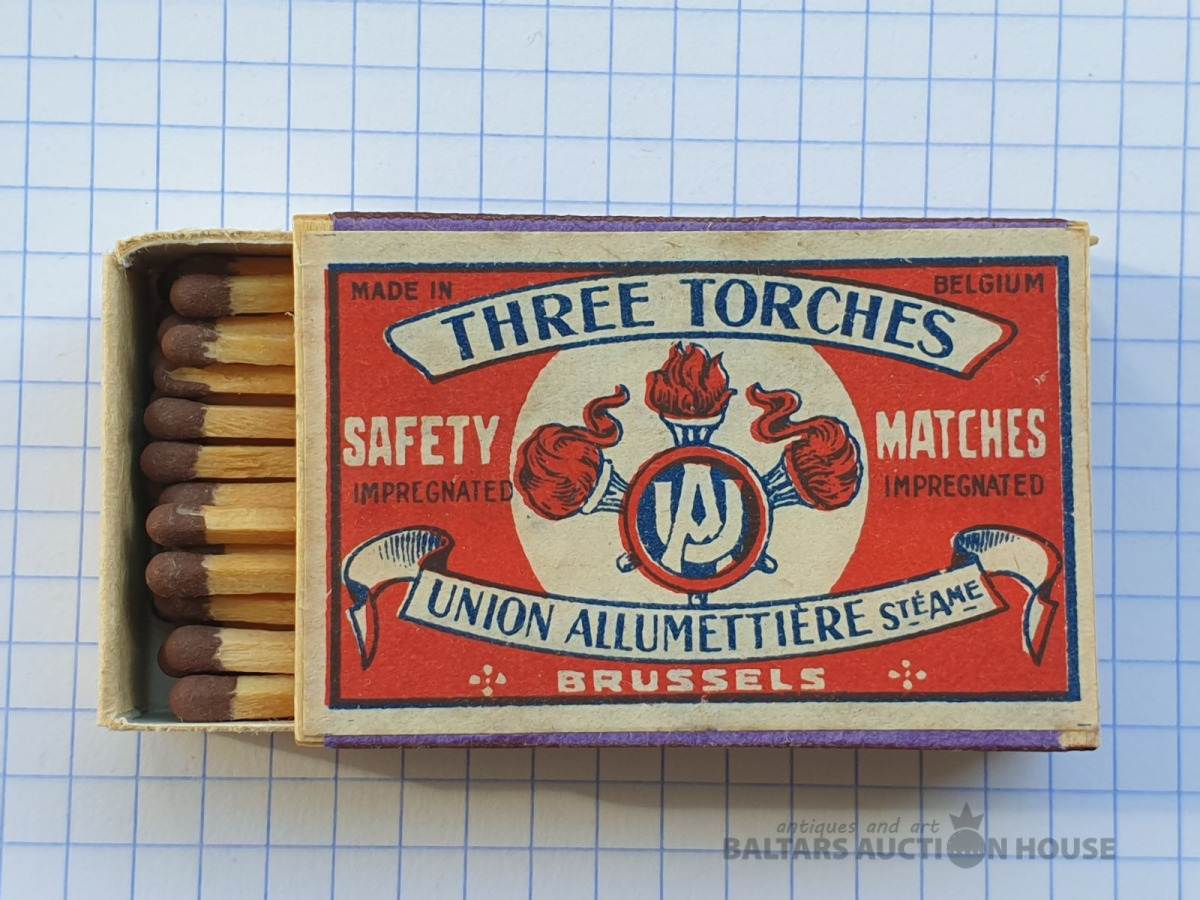 MADE IN
THREE TORCHES
BELGIUM
SAFETY
MATCHES
IMPREGNATED
IMPREGNATED
UA
UNION ALLUMETTIÈRE STÉ AME
BRUSSELS
antiques and art
BALTARS AUCTION HOUSE